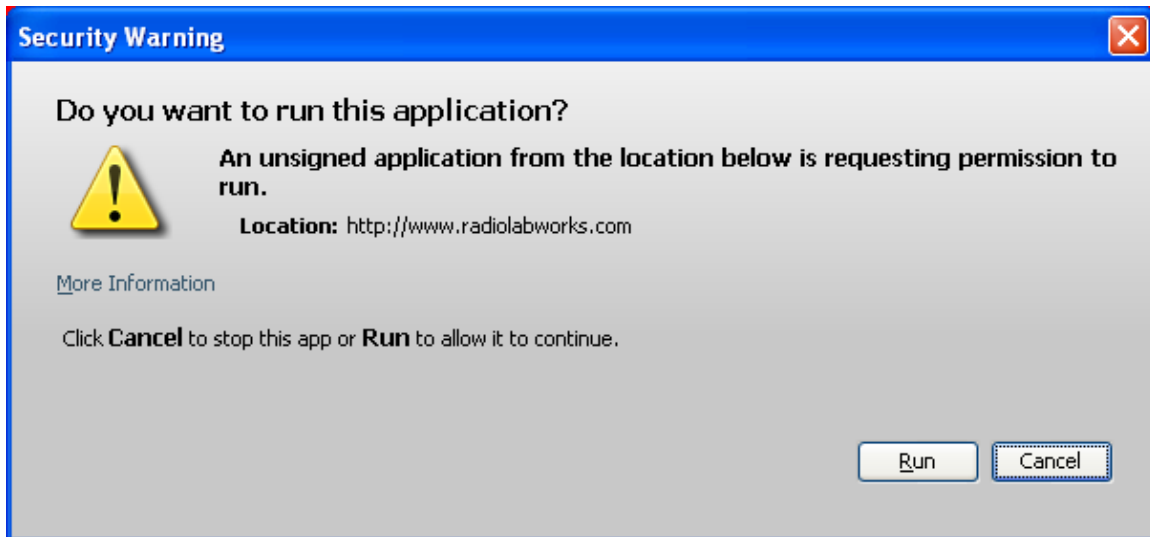 Security Warning
Do you want to run this application?
An unsigned application from the location below is requesting permission to
run.
Location: http://www.radiolabworks.com
More Information
Click Cancel to stop this app or Run to allow it to continue.
Run Cancel